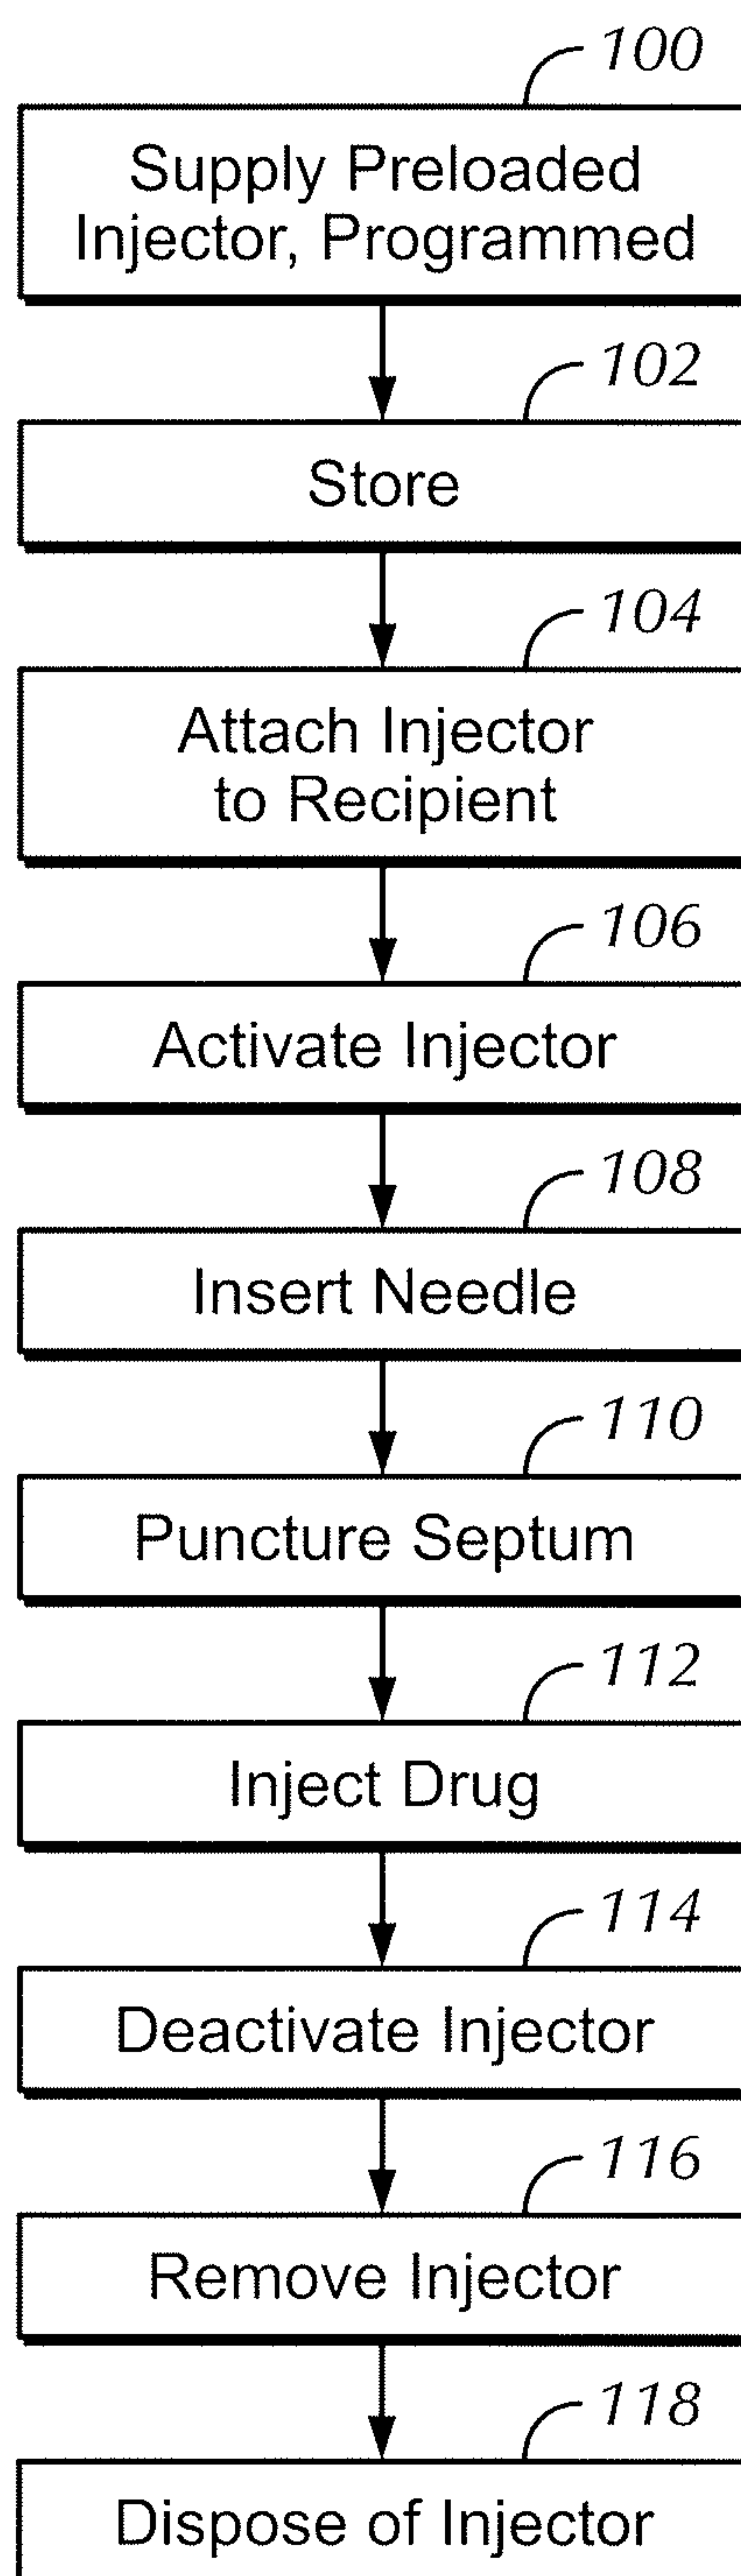 100
Supply Preloaded
Injector, Programmed
102
Store
104
Attach Injector
to Recipient
106
Activate Injector
108
Insert Needle
110
Puncture Septum
112
Inject Drug
114
Deactivate Injector
116
Remove Injector
118
Dispose of Injector